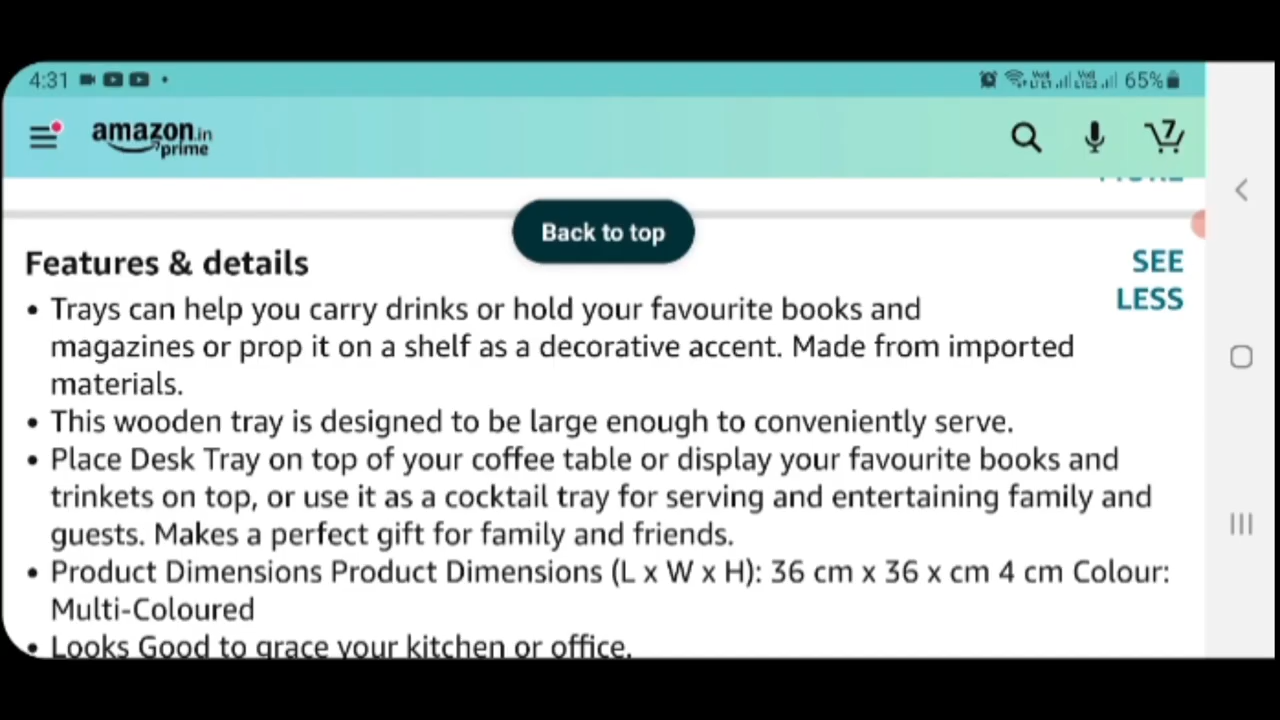 4:31
65%
amazon.in
prime
7
Back to top
Features & details
SEE
LESS
• Trays can help you carry drinks or hold your favourite books and
magazines or prop it on a shelf as a decorative accent. Made from imported
materials.
• This wooden tray is designed to be large enough to conveniently serve.
• Place Desk Tray on top of your coffee table or display your favourite books and
trinkets on top, or use it as a cocktail tray for serving and entertaining family and
guests. Makes a perfect gift for family and friends.
• Product Dimensions Product Dimensions (L x W x H): 36 cm x 36 x cm 4 cm Colour:
Multi-Coloured
• Looks Good to grace your kitchen or office.